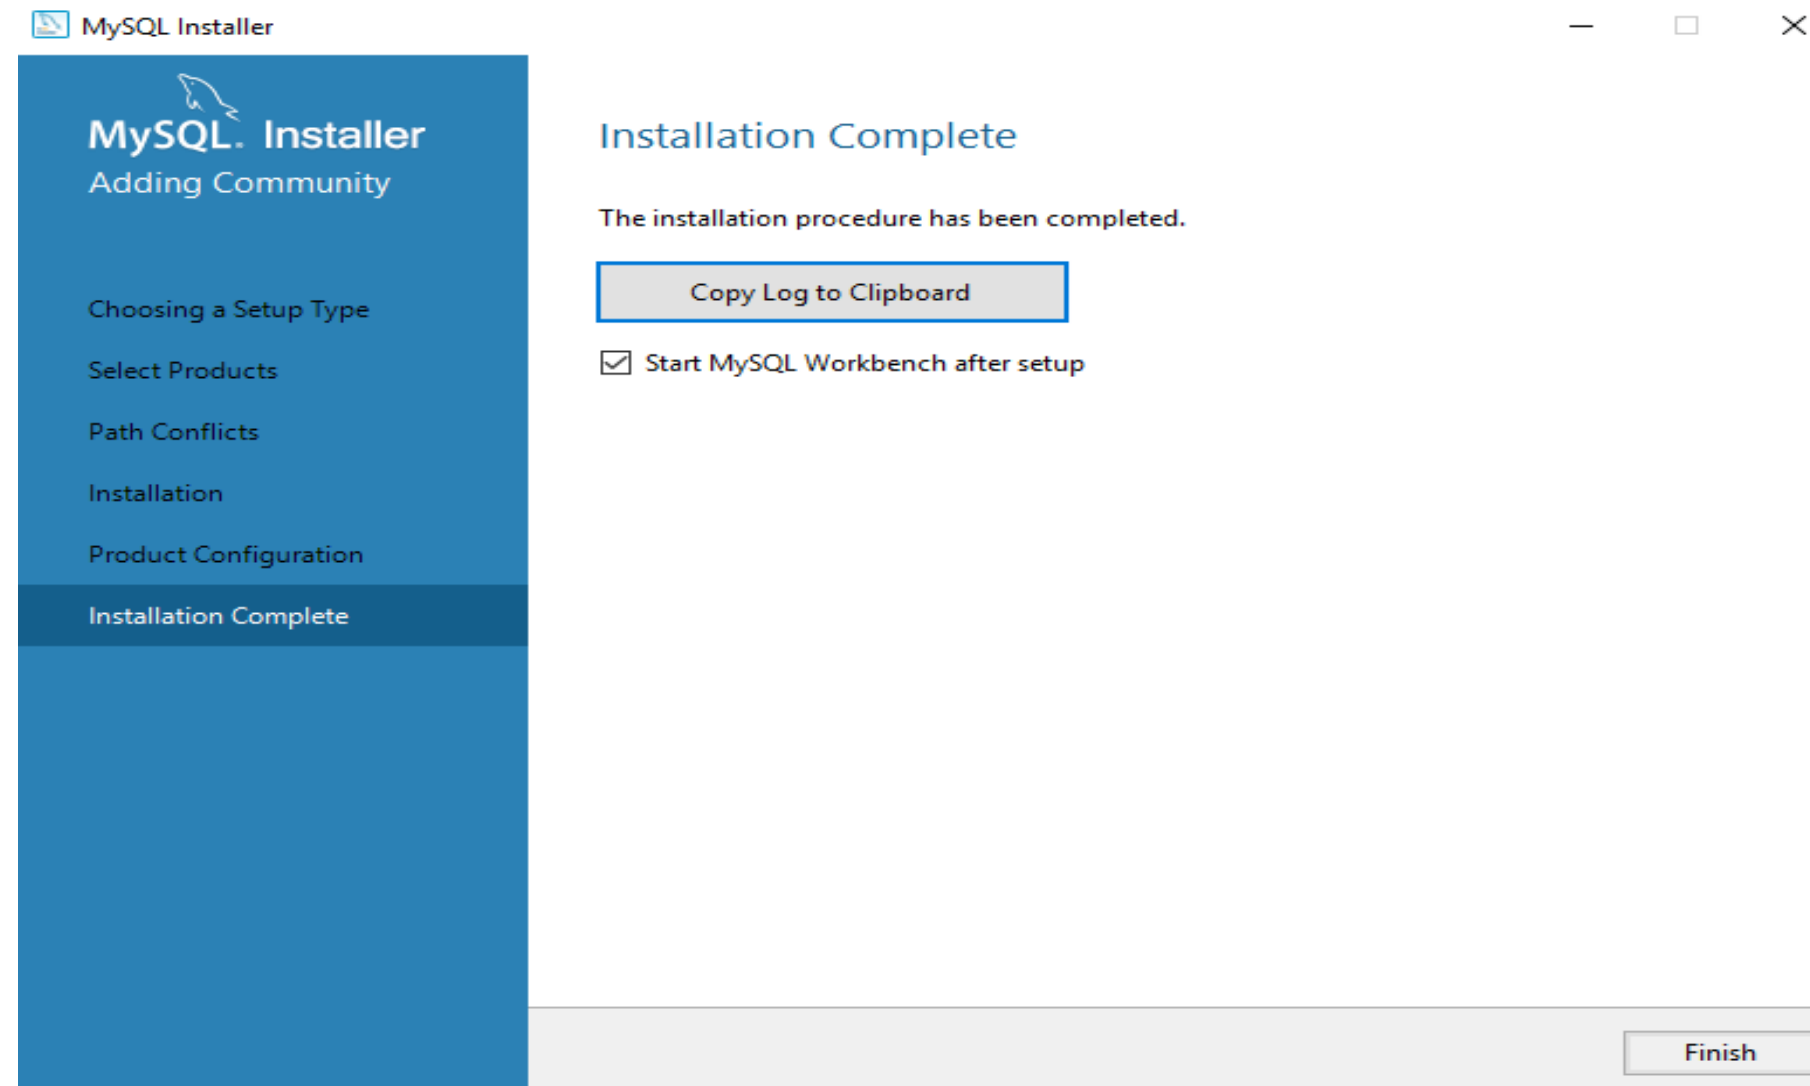 MySQL Installer
MySQL. Installer
Adding Community
Choosing a Setup Type
Select Products
Path Conflicts
Installation
Product Configuration
Installation Complete
Installation Complete
The installation procedure has been completed.
Copy Log to Clipboard
Start MySQL Workbench after setup
Finish